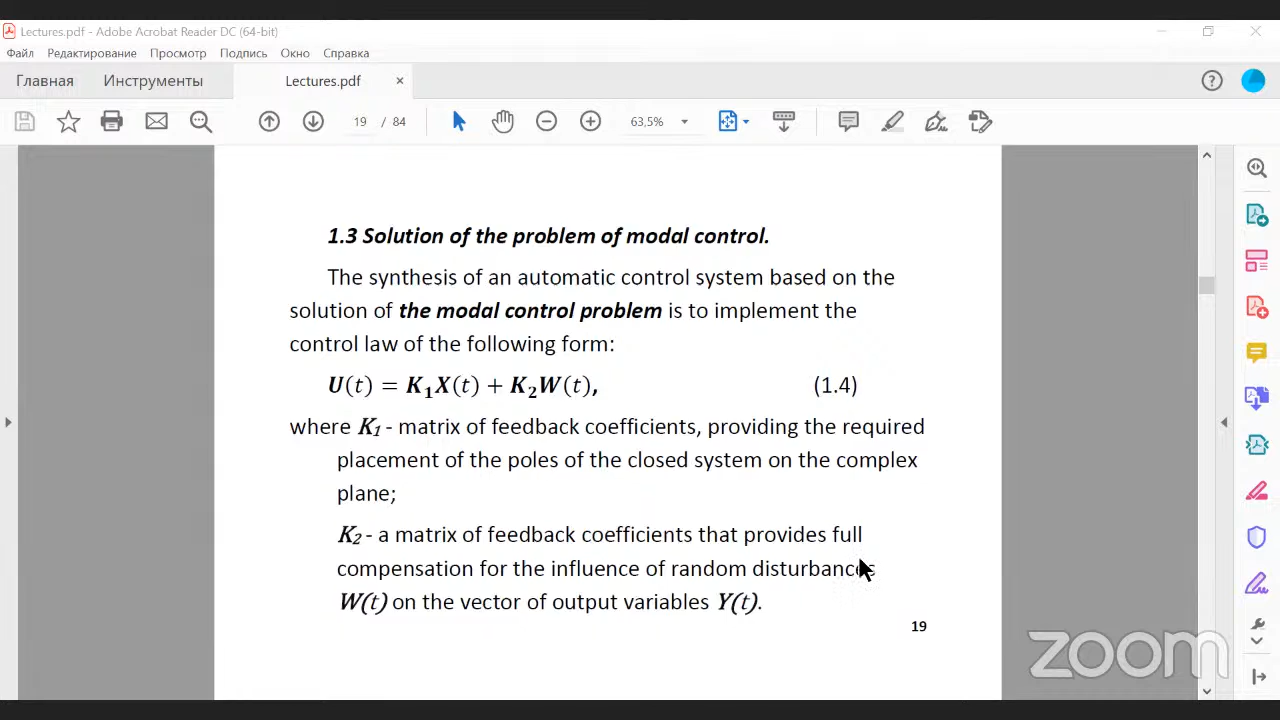 Lectures.pdf - Adobe Acrobat Reader DC (64-bit)
Файл Редактирование Просмотр Подпись Окно Справка
Главная Инструменты Lectures.pdf ×
19 / 84 63,5%
1.3 Solution of the problem of modal control.
The synthesis of an automatic control system based on the
solution of the modal control problem is to implement the
control law of the following form:
U(t) = K₁X(t) + K₂W(t), (1.4)
where K₁ - matrix of feedback coefficients, providing the required
placement of the poles of the closed system on the complex
plane;
K₂ - a matrix of feedback coefficients that provides full
compensation for the influence of random disturbances
W(t) on the vector of output variables Y(t).
19
zoom